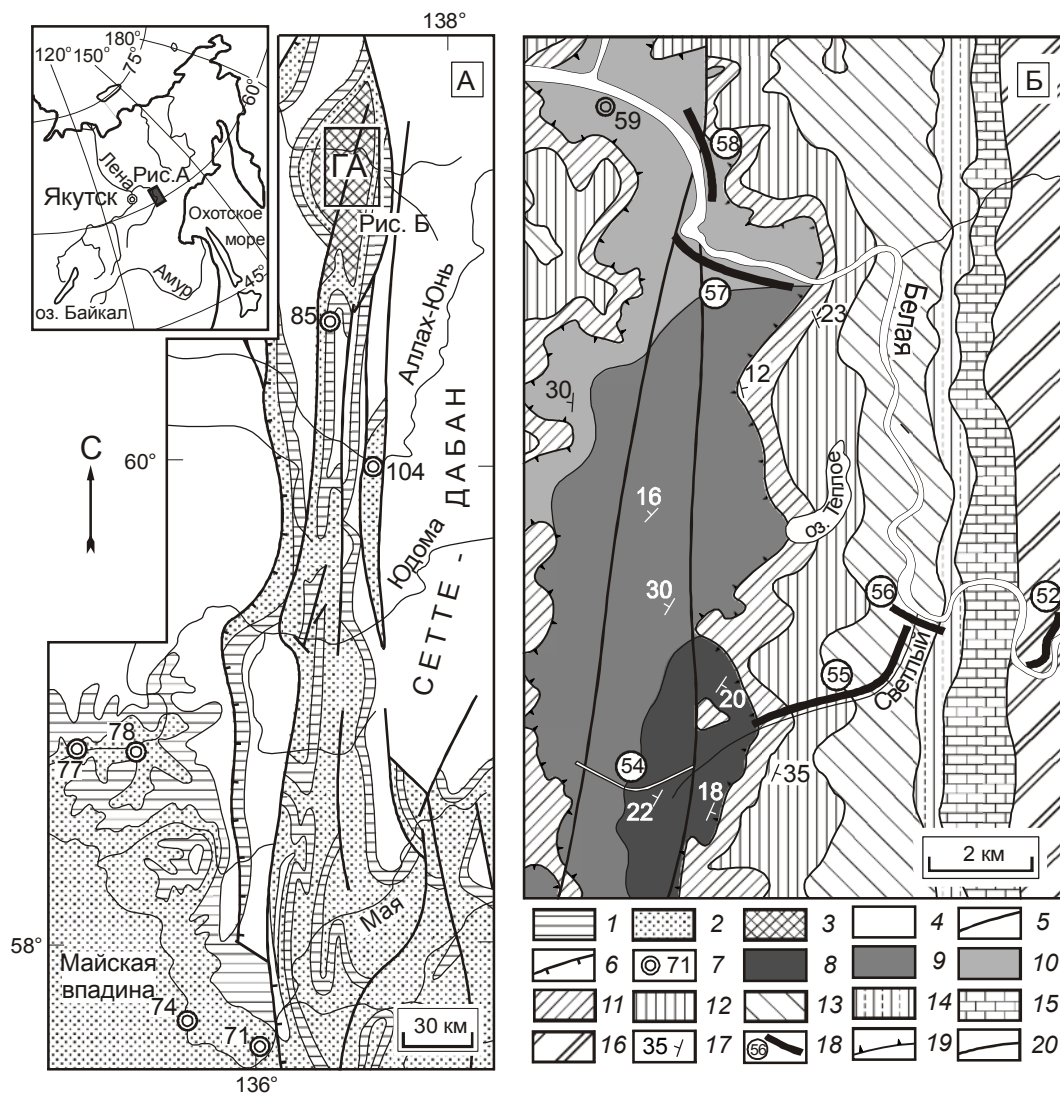 138°
180°
120°
150°
75°
60°
Лена
Рис.А
Якутск
Охотское
море
Амур
45°
оз. Байкал
А
ГА
Рис. Б
85
Аллах-Юнь
С
60°
104
Юдома
СЕТТЕ - ДАБАН
78
77
Мая
58°
Майская
впадина
74
71
30 км
136°
Б
59
58
57
Белая
23
12
30
16
оз. Теплое
30
56
52
Светлый
55
20
54
35
22
18
2 км
1 2 3 4 5
6 71 7 8 9 10
11 12 13 14 15
16 35 17 56 18 19 20